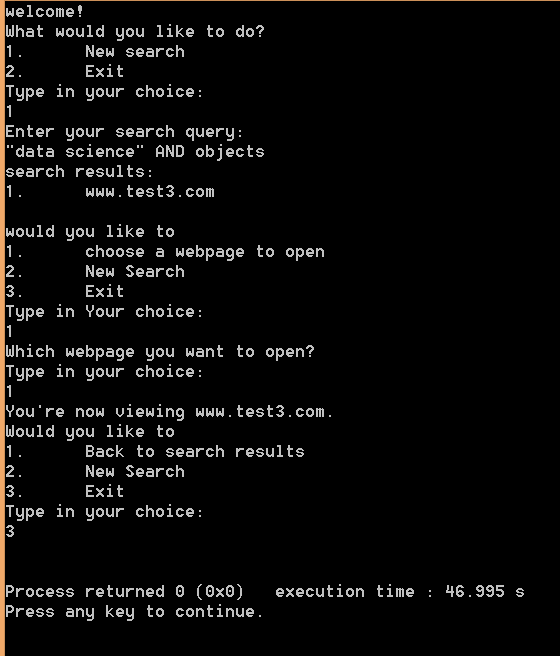 welcome!
What would you like to do?
1. New search
2. Exit
Type in your choice:
1
Enter your search query:
"data science" AND objects
search results:
1. www.test3.com
would you like to
1. choose a webpage to open
2. New Search
3. Exit
Type in Your choice:
1
Which webpage you want to open?
Type in your choice:
1
You're now viewing www.test3.com.
Would you like to
1. Back to search results
2. New Search
3. Exit
Type in your choice:
3
Process returned 0 (0x0) execution time : 46.995 s
Press any key to continue.